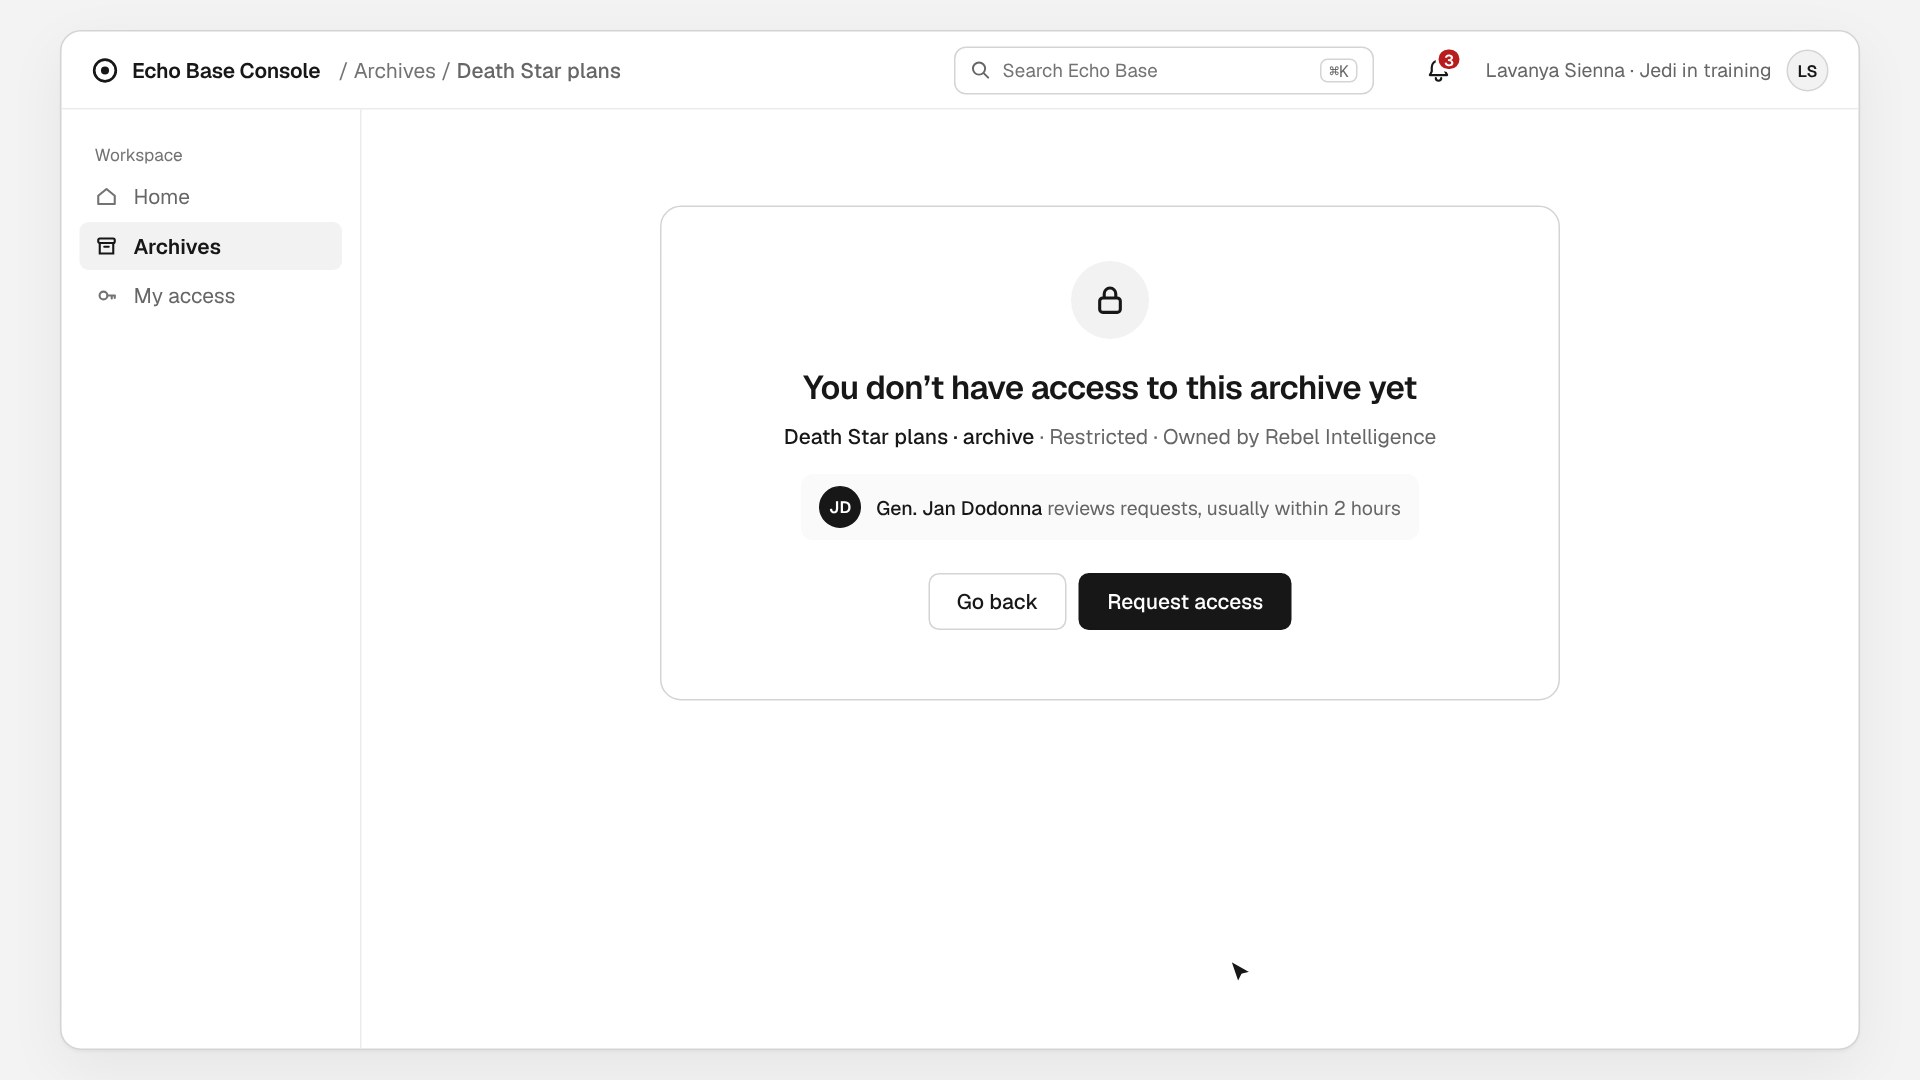 Echo Base Console / Archives / Death Star plans
Search Echo Base ⌘K
3
Lavanya Sienna · Jedi in training LS
Workspace
Home
Archives
My access
You don’t have access to this archive yet
Death Star plans · archive · Restricted · Owned by Rebel Intelligence
JD Gen. Jan Dodonna reviews requests, usually within 2 hours
Go back
Request access